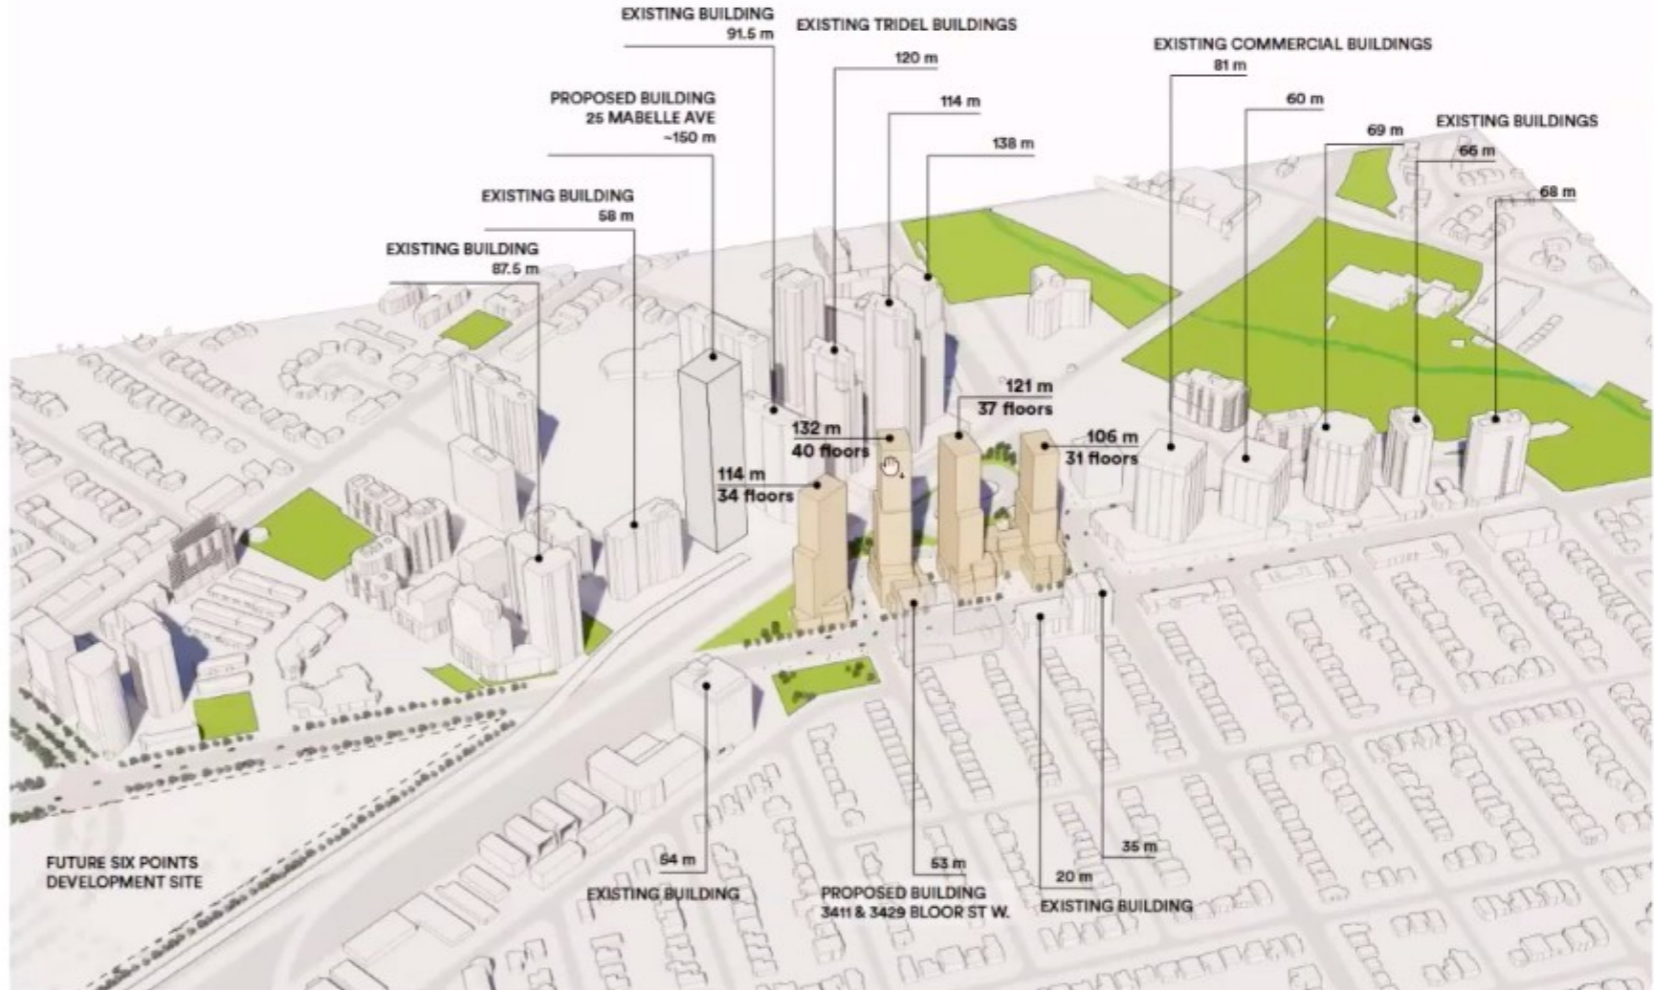 EXISTING BUILDING
91.5 m
EXISTING TRIDEL BUILDINGS
120 m
114 m
138 m
EXISTING COMMERCIAL BUILDINGS
81 m
60 m
EXISTING BUILDINGS
69 m
66 m
68 m
PROPOSED BUILDING
25 MABELLE AVE
~150 m
EXISTING BUILDING
58 m
EXISTING BUILDING
87.5 m
121 m
37 floors
132 m
40 floors
106 m
31 floors
114 m
34 floors
FUTURE SIX POINTS
DEVELOPMENT SITE
54 m
EXISTING BUILDING
53 m
PROPOSED BUILDING
3411 & 3429 BLOOR ST W.
35 m
20 m
EXISTING BUILDING